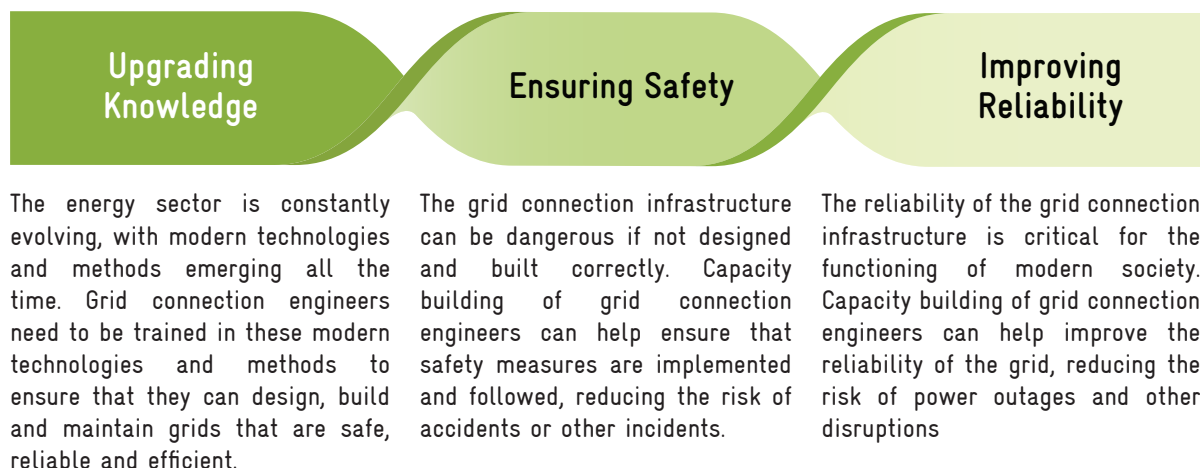 Upgrading
Knowledge
The energy sector is constantly
evolving, with modern technologies
and methods emerging all the
time. Grid connection engineers
need to be trained in these modern
technologies and methods to
ensure that they can design, build
and maintain grids that are safe,
reliable and efficient.
Ensuring Safety
The grid connection infrastructure
can be dangerous if not designed
and built correctly. Capacity
building of grid connection
engineers can help ensure that
safety measures are implemented
and followed, reducing the risk of
accidents or other incidents.
Improving
Reliability
The reliability of the grid connection
infrastructure is critical for the
functioning of modern society.
Capacity building of grid connection
engineers can help improve the
reliability of the grid, reducing the
risk of power outages and other
disruptions